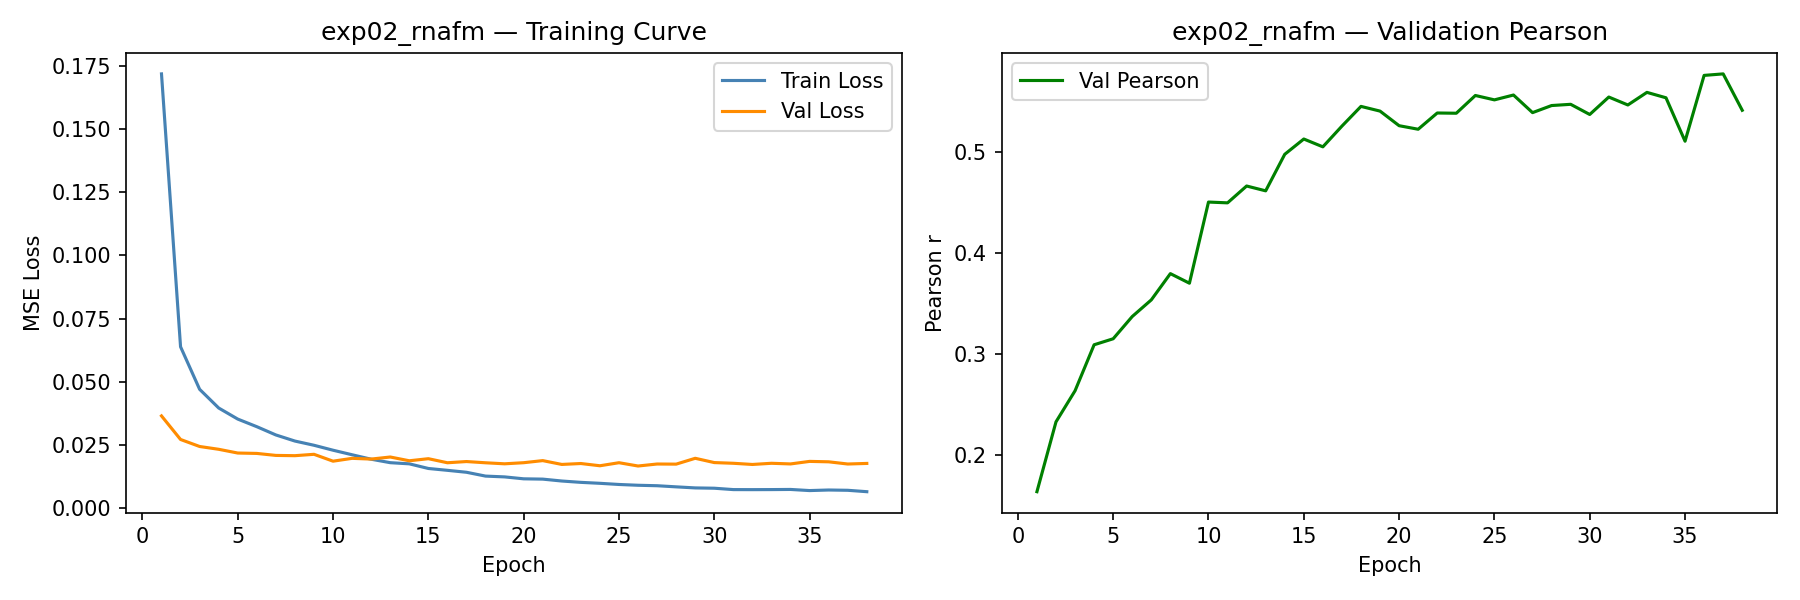 exp02_rnafm — Training Curve
Train Loss
Val Loss
MSE Loss
0.175
0.150
0.125
0.100
0.075
0.050
0.025
0.000
0 5 10 15 20 25 30 35
Epoch
exp02_rnafm — Validation Pearson
Val Pearson
Pearson r
0.5
0.4
0.3
0.2
0 5 10 15 20 25 30 35
Epoch